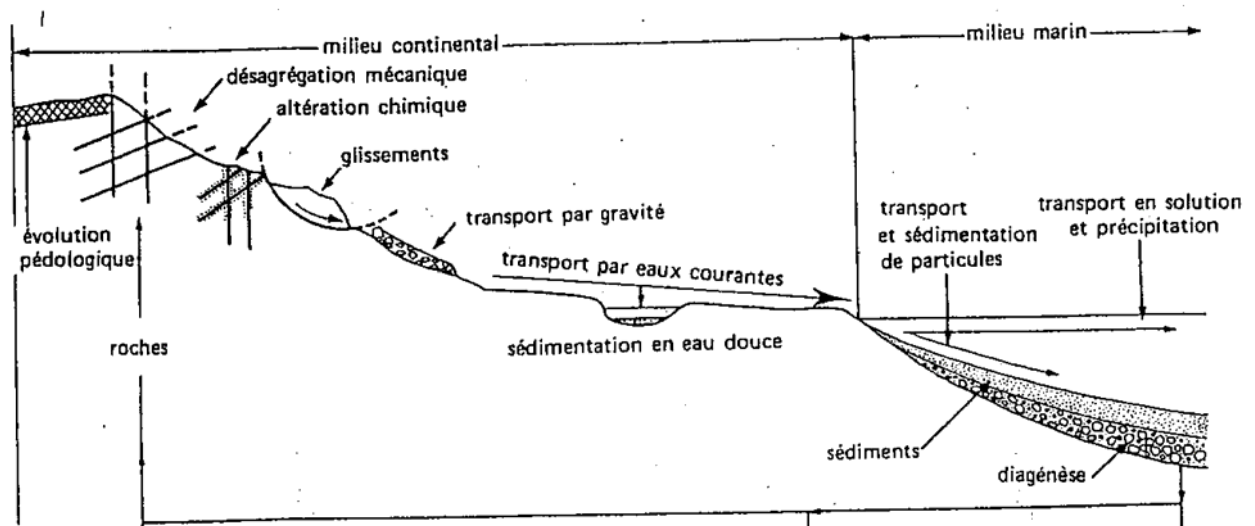 milieu continental
milieu marin
désagrégation mécanique
altération chimique
glissements
transport par gravité
transport par eaux courantes
transport
et sédimentation
de particules
transport en solution
et précipitation
évolution
pédologique
roches
sédimentation en eau douce
sédiments
diagénèse